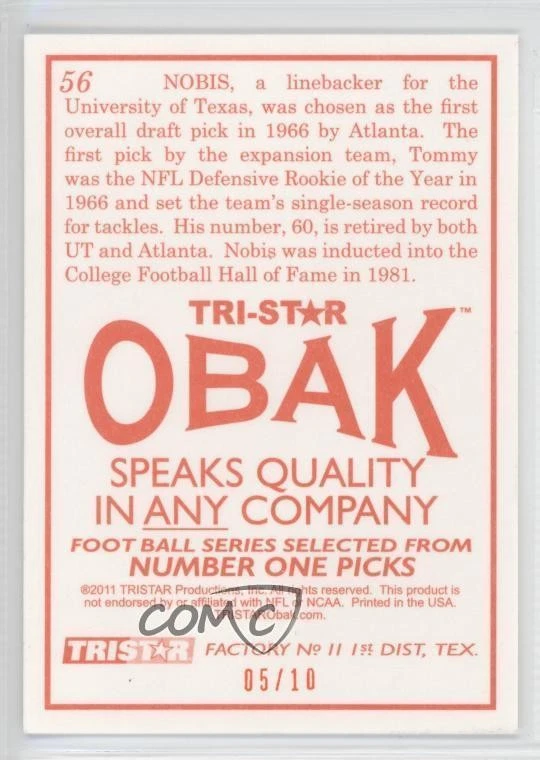 56 NOBIS, a linebacker for the
University of Texas, was chosen as the first
overall draft pick in 1966 by Atlanta. The
first pick by the expansion team, Tommy
was the NFL Defensive Rookie of the Year in
1966 and set the team's single-season record
for tackles. His number, 60, is retired by both
UT and Atlanta. Nobis was inducted into the
College Football Hall of Fame in 1981.
TRI-ST★R
OBAK™
SPEAKS QUALITY
IN ANY COMPANY
FOOT BALL SERIES SELECTED FROM
NUMBER ONE PICKS
©2011 TRISTAR Productions, Inc. All rights reserved. This product is
not endorsed by or affiliated with NFL or NCAA. Printed in the USA.
TRISTARObak.com
COMC
TRIST★R FACTORY Nº 11 1st DIST, TEX.
05/10